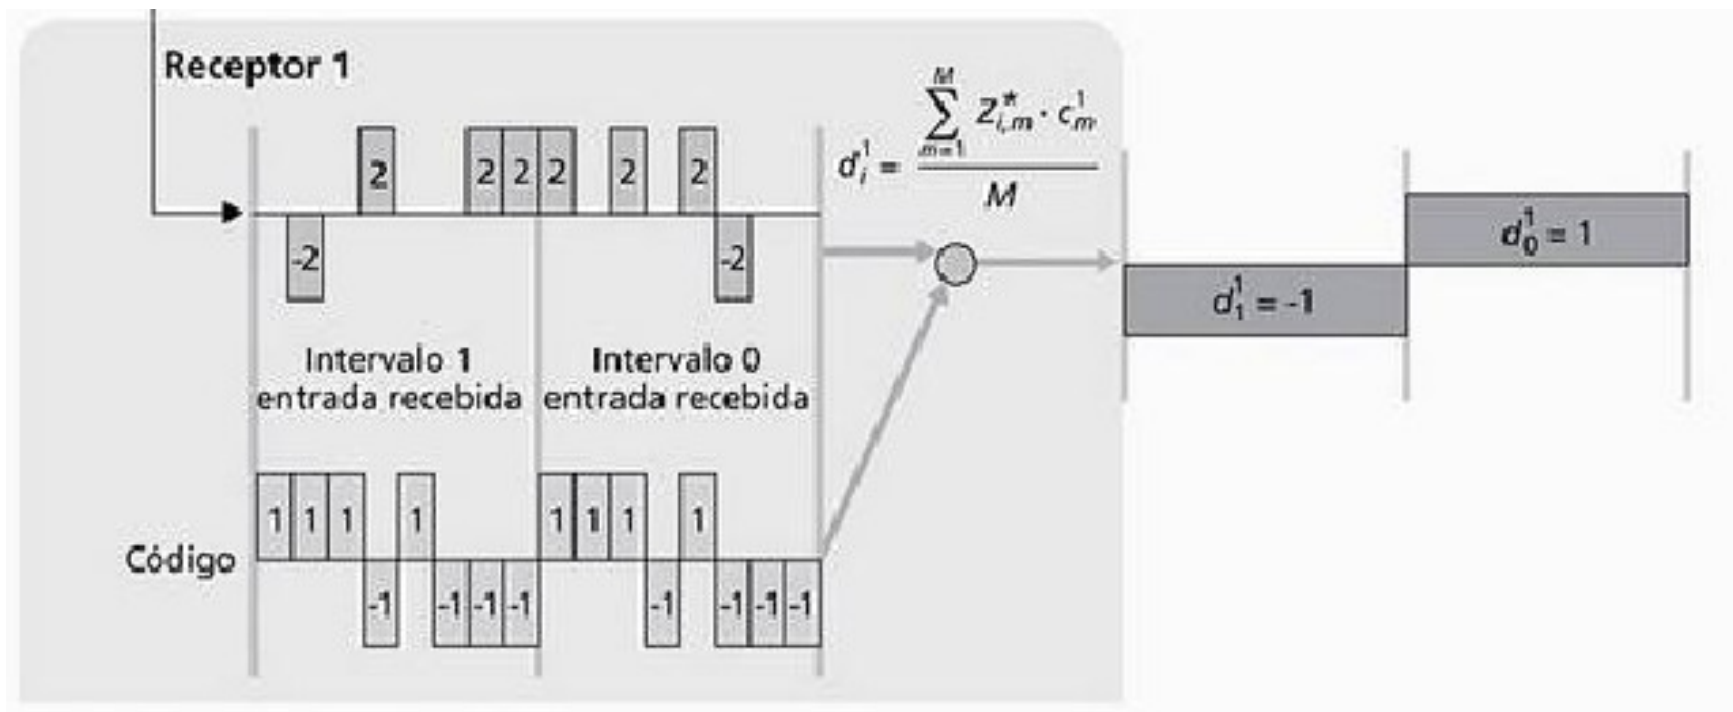 Receptor 1
2 2 2 2 2 2
-2 -2
Intervalo 1
entrada recebida
Intervalo 0
entrada recebida
1 1 1 1 1 1 1 1
Código
-1 -1 -1 -1 -1 -1 -1 -1
M
∑ Z*i,m · c1m
m=1
d1i =
M
d10 = 1
d11 = -1